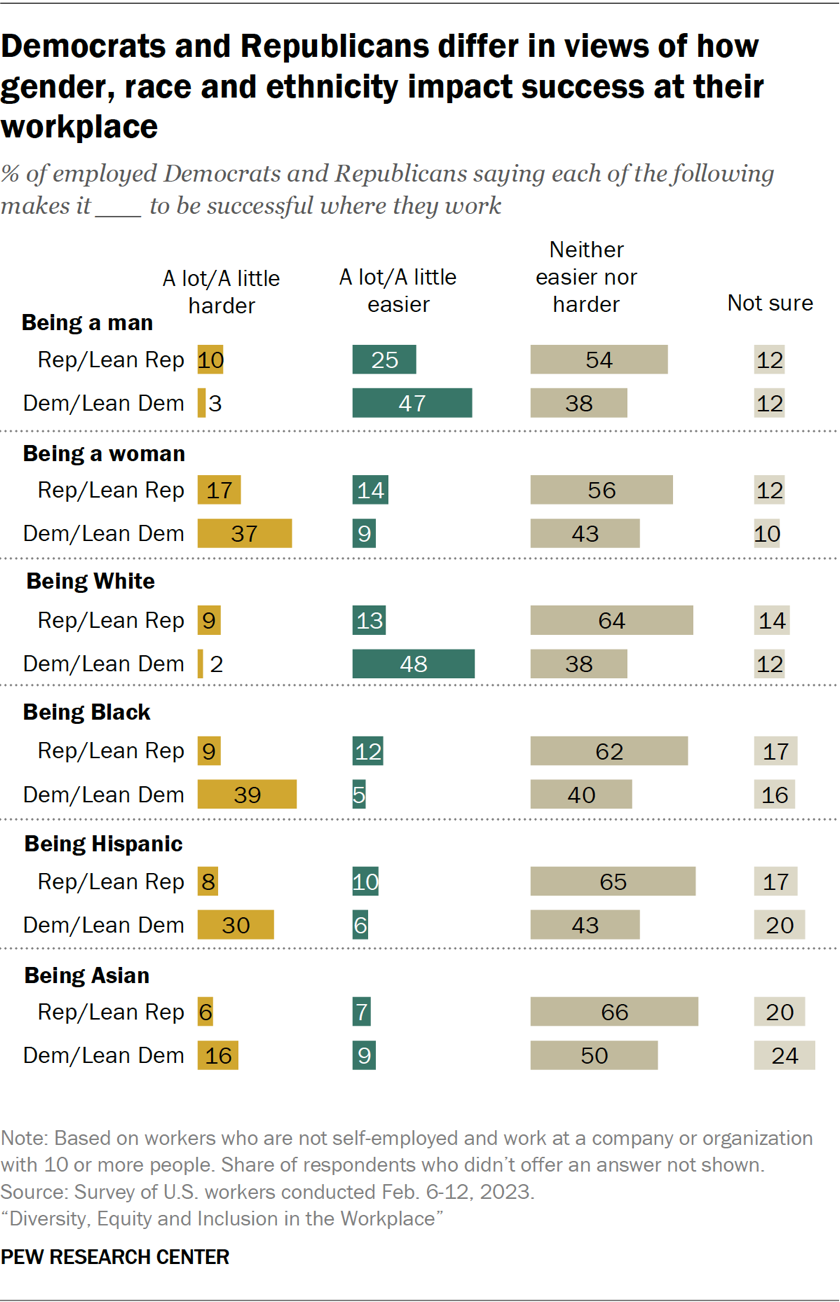 Democrats and Republicans differ in views of how
gender, race and ethnicity impact success at their
workplace
% of employed Democrats and Republicans saying each of the following
makes it ____ to be successful where they work
A lot/A little
harder
A lot/A little
easier
Neither
easier nor
harder
Not sure
Being a man
Rep/Lean Rep 10 25 54 12
Dem/Lean Dem 3 47 38 12
Being a woman
Rep/Lean Rep 17 14 56 12
Dem/Lean Dem 37 9 43 10
Being White
Rep/Lean Rep 9 13 64 14
Dem/Lean Dem 2 48 38 12
Being Black
Rep/Lean Rep 9 12 62 17
Dem/Lean Dem 39 5 40 16
Being Hispanic
Rep/Lean Rep 8 10 65 17
Dem/Lean Dem 30 6 43 20
Being Asian
Rep/Lean Rep 6 7 66 20
Dem/Lean Dem 16 9 50 24
Note: Based on workers who are not self-employed and work at a company or organization
with 10 or more people. Share of respondents who didn't offer an answer not shown.
Source: Survey of U.S. workers conducted Feb. 6-12, 2023.
“Diversity, Equity and Inclusion in the Workplace”
PEW RESEARCH CENTER